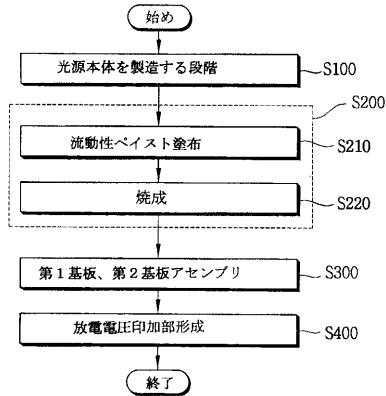 始め
光源本体を製造する段階
S100
S200
流動性ペイスト塗布
S210
焼成
S220
第1基板、第2基板アセンブリ
S300
放電電圧印加部形成
S400
終了